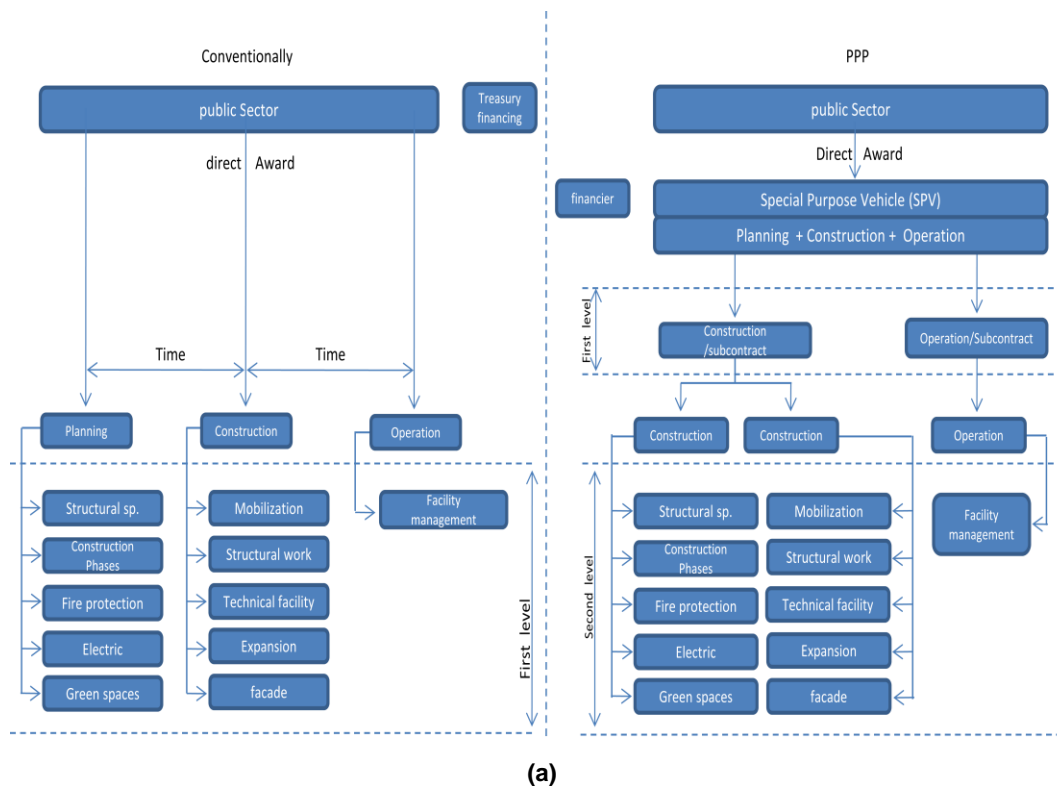 Conventionally
public Sector
Treasury
financing
direct Award
Time
Time
Planning
Construction
Operation
Structural sp.
Construction
Phases
Fire protection
Electric
Green spaces
Mobilization
Structural work
Technical facility
Expansion
facade
Facility
management
First level
PPP
public Sector
Direct Award
financier
Special Purpose Vehicle (SPV)
Planning + Construction + Operation
First level
Construction
/subcontract
Operation/Subcontract
Construction
Construction
Operation
Second level
Structural sp.
Construction
Phases
Fire protection
Electric
Green spaces
Mobilization
Structural work
Technical facility
Expansion
facade
Facility
management
(a)